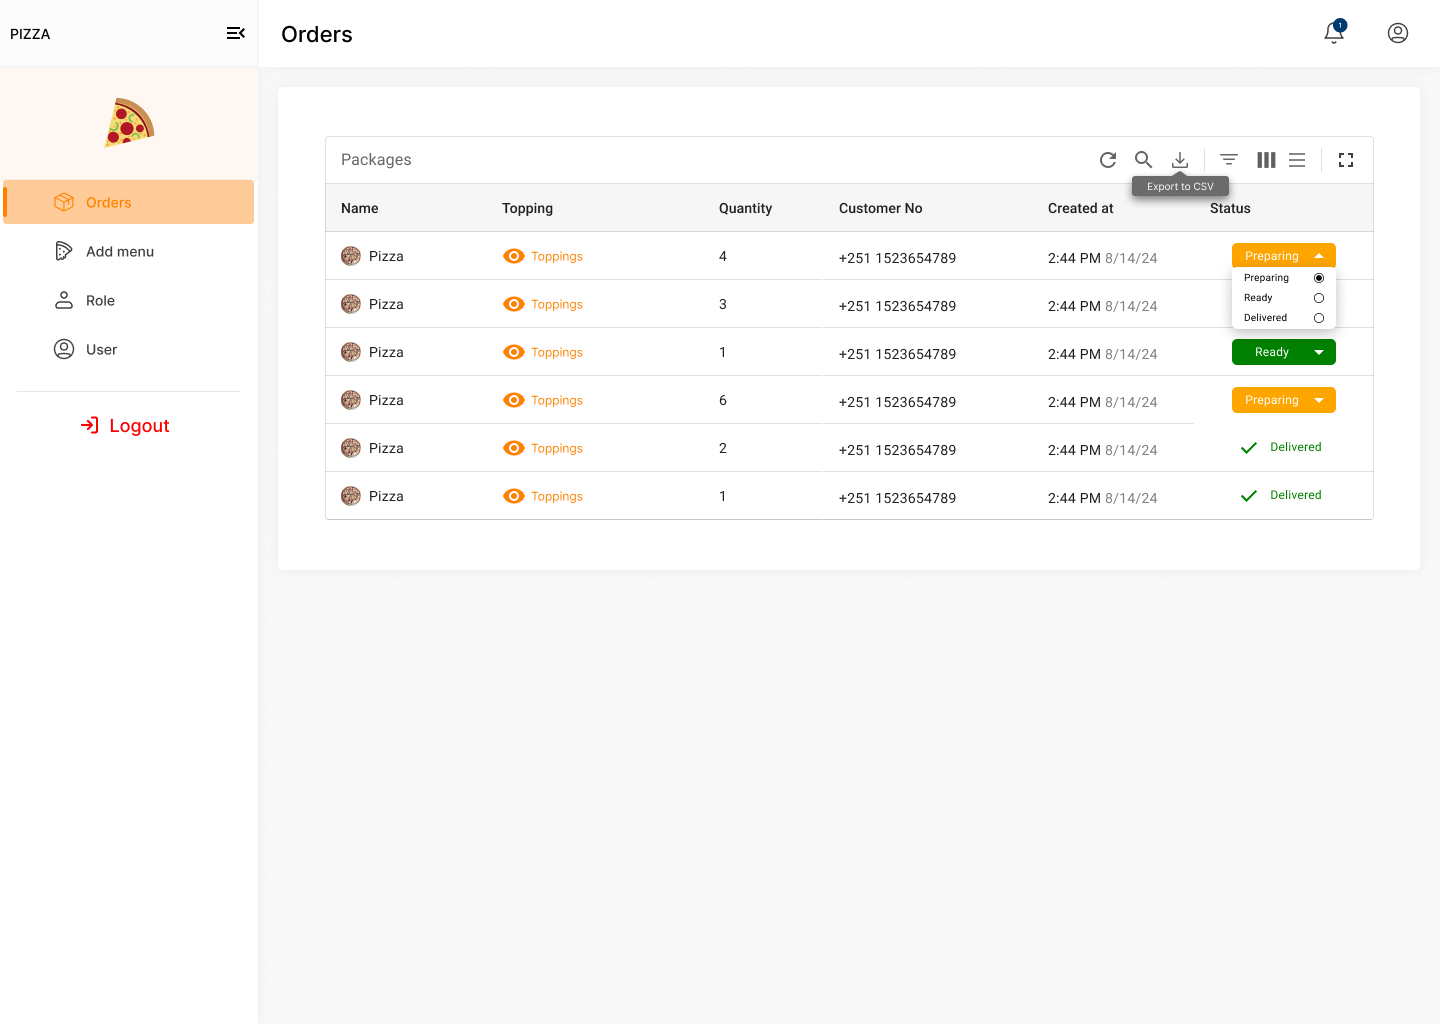 PIZZA
Orders
1
Orders
Add menu
Role
User
Logout
Packages
Export to CSV
Name Topping Quantity Customer No Created at Status
Pizza Toppings 4 +251 1523654789 2:44 PM 8/14/24 Preparing
Preparing
Ready
Delivered
Pizza Toppings 3 +251 1523654789 2:44 PM 8/14/24
Pizza Toppings 1 +251 1523654789 2:44 PM 8/14/24 Ready
Pizza Toppings 6 +251 1523654789 2:44 PM 8/14/24 Preparing
Pizza Toppings 2 +251 1523654789 2:44 PM 8/14/24 Delivered
Pizza Toppings 1 +251 1523654789 2:44 PM 8/14/24 Delivered